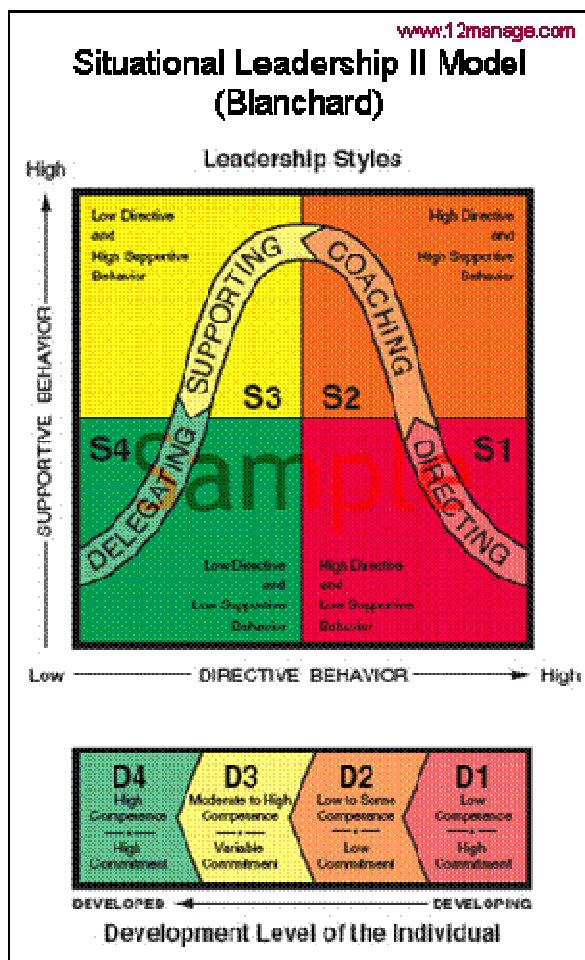 www.12manage.com
Situational Leadership II Model
(Blanchard)
Leadership Styles
High
Low Directive
and
High Supportive
Behavior
High Directive
and
High Supportive
Behavior
SUPPORTING
COACHING
S3
S2
SUPPORTIVE BEHAVIOR
S4
S1
Sample
DELEGATING
DIRECTING
Low Directive
and
Low Supportive
Behavior
High Directive
and
Low Supportive
Behavior
Low
DIRECTIVE BEHAVIOR
High
D4
High
Competence
High
Commitment
D3
Moderate to High
Competence
Variable
Commitment
D2
Low to Some
Competence
Low
Commitment
D1
Low
Competence
High
Commitment
DEVELOPED
DEVELOPING
Development Level of the Individual